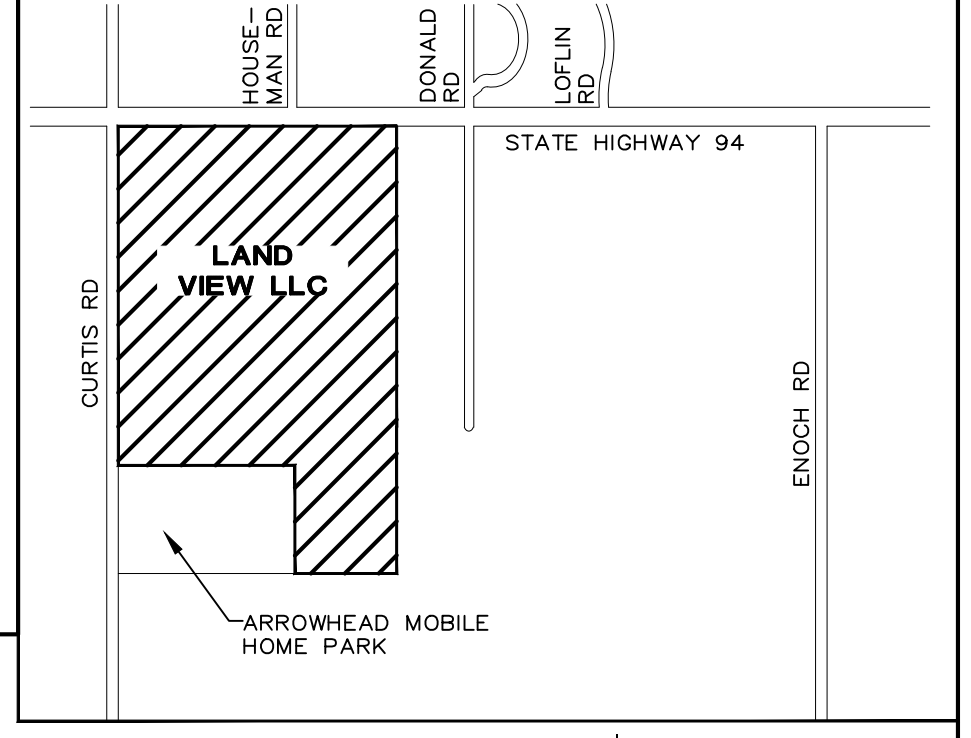 HOUSE-
MAN RD
DONALD
RD
LOFLIN
RD
STATE HIGHWAY 94
LAND
VIEW LLC
CURTIS RD
ENOCH RD
ARROWHEAD MOBILE
HOME PARK